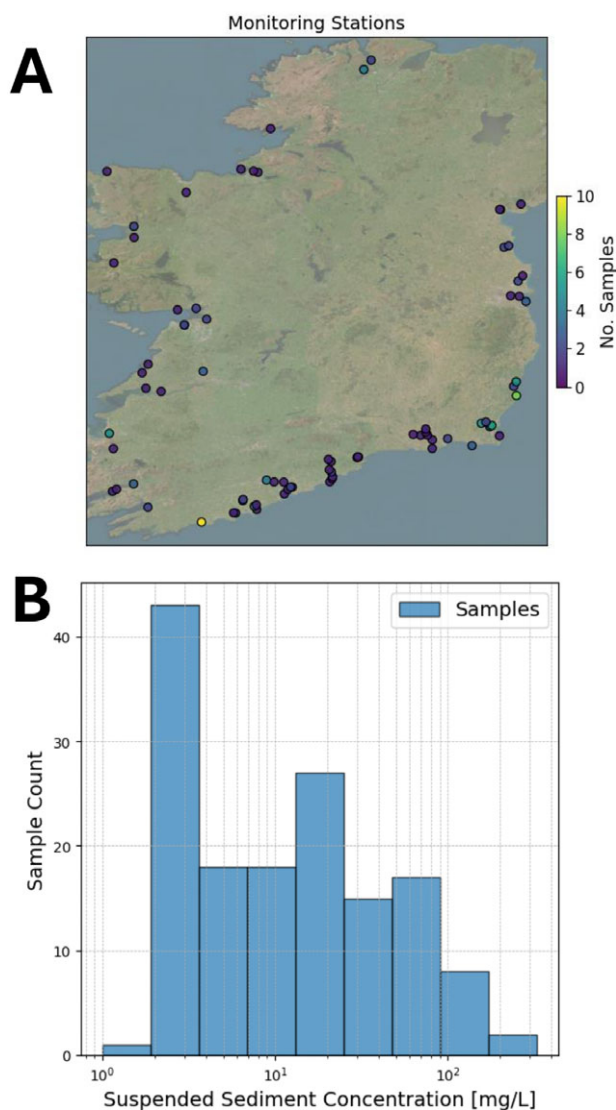 Monitoring Stations
A
10
8
6
4
2
0
No. Samples
B
Samples
40
30
20
10
0
Sample Count
10⁰
10¹
10²
Suspended Sediment Concentration [mg/L]